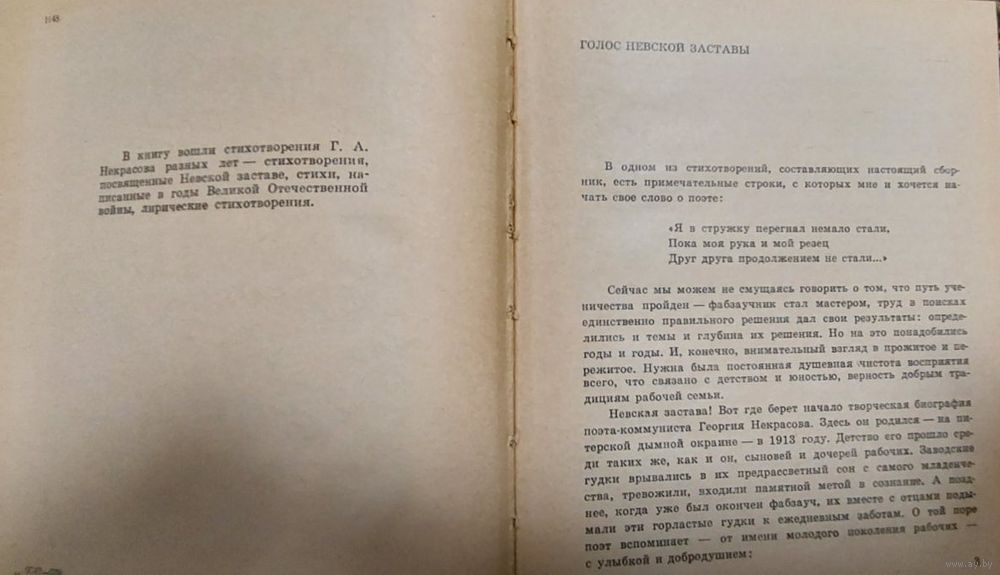 1Н48
В книгу вошли стихотворения Г. А.
Некрасова разных лет — стихотворения,
посвященные Невской заставе, стихи, на-
писанные в годы Великой Отечественной
войны, лирические стихотворения.
ГОЛОС НЕВСКОЙ ЗАСТАВЫ
В одном из стихотворений, составляющих настоящий сбор-
ник, есть примечательные строки, с которых мне и хочется на-
чать свое слово о поэте:
«Я в стружку перегнал немало стали,
Пока моя рука и мой резец
Друг друга продолжением не стали...»
Сейчас мы можем не смущаясь говорить о том, что путь уче-
ничества пройден — фабзаучник стал мастером, труд в поисках
единственно правильного решения дал свои результаты: опреде-
лились и темы и глубина их решения. Но на это понадобились
годы и годы. И, конечно, внимательный взгляд в прожитое и пе-
режитое. Нужна была постоянная душевная чистота восприятия
всего, что связано с детством и юностью, верность добрым тра-
дициям рабочей семьи.
Невская застава! Вот где берет начало творческая биография
поэта-коммуниста Георгия Некрасова. Здесь он родился — на пи-
терской дымной окраине — в 1913 году. Детство его прошло сре-
ди таких же, как и он, сыновей и дочерей рабочих. Заводские
гудки врывались в их предрассветный сон с самого младенче-
ства, тревожили, входили памятной метой в сознание. А позд-
нее, когда уже был окончен фабзауч, их вместе с отцами поды-
мали эти горластые гудки к ежедневным заботам. О той поре
поэт вспоминает — от имени молодого поколения рабочих —
с улыбкой и добродушием:
3
www.ay.by